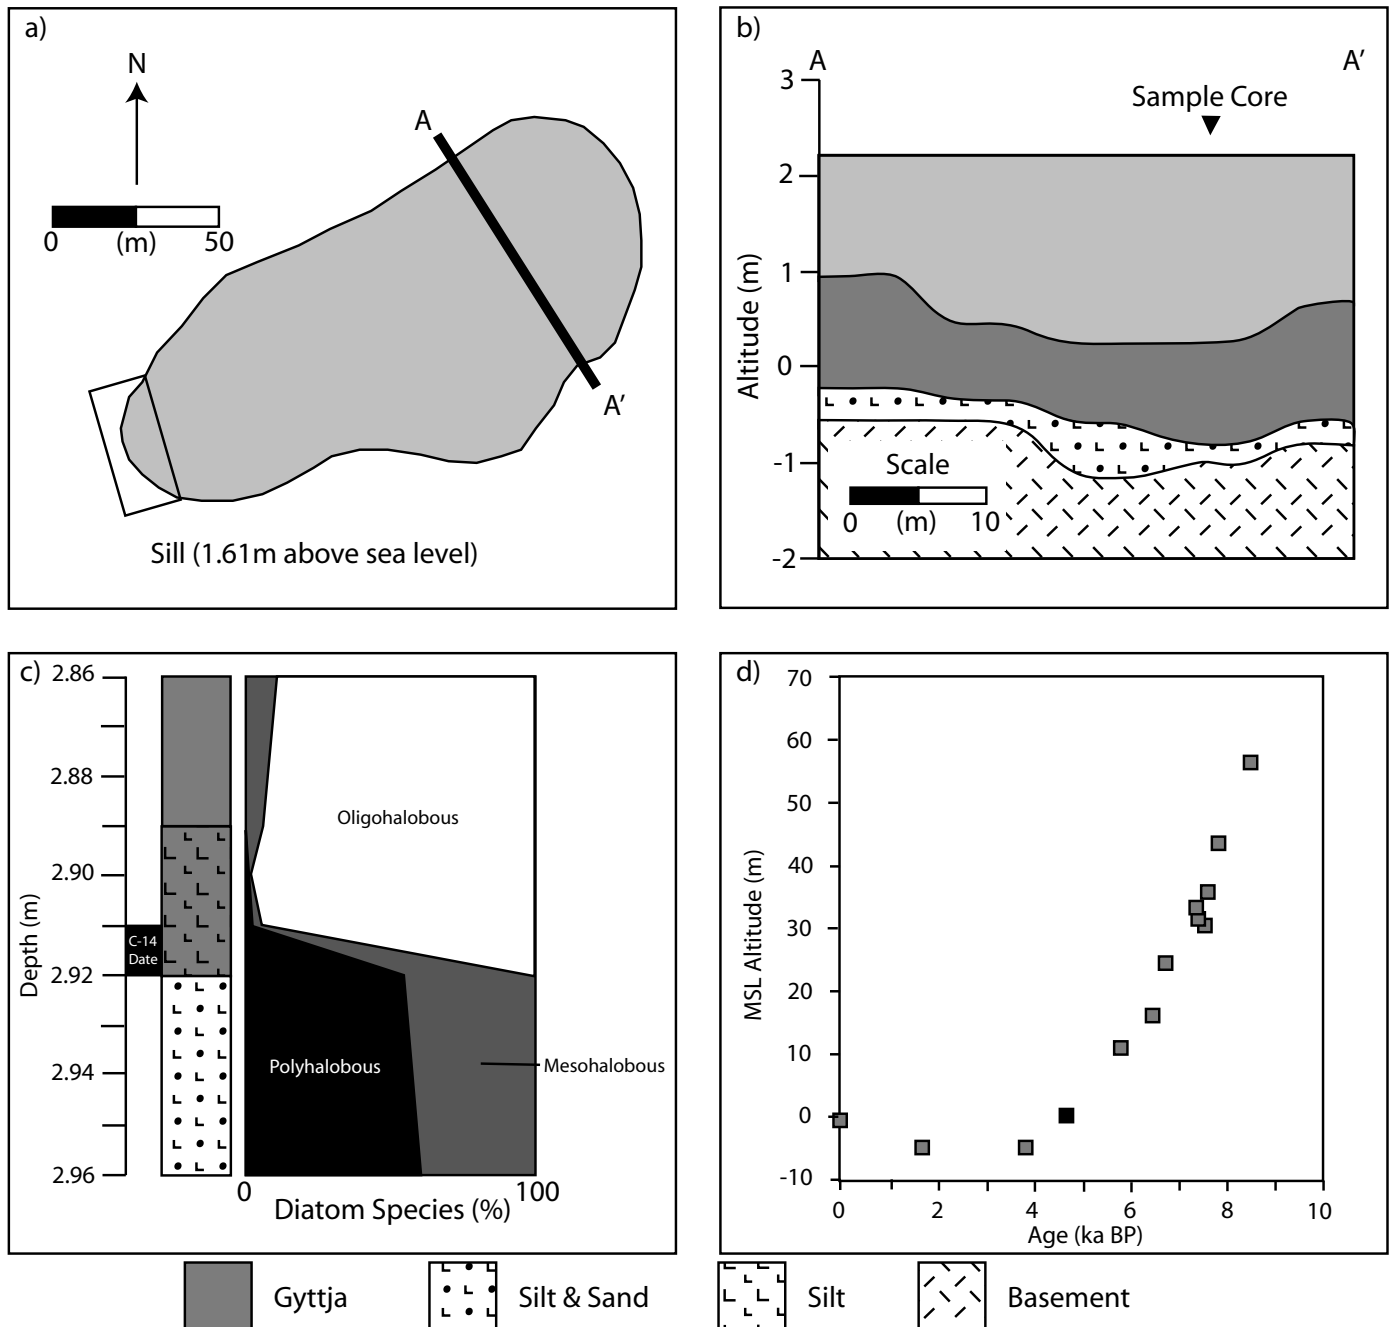 a)
N
0 (m) 50
A
A′
Sill (1.61m above sea level)
b)
A
A′
Sample Core
3
2
1
0
-1
-2
Altitude (m)
Scale
0 (m) 10
c)
2.86
2.88
2.90
2.92
2.94
2.96
Depth (m)
C-14
Date
Oligohalobous
Polyhalobous
Mesohalobous
0
100
Diatom Species (%)
d)
70
60
50
40
30
20
10
0
-10
MSL Altitude (m)
0 2 4 6 8 10
Age (ka BP)
Gyttja
Silt & Sand
Silt
Basement